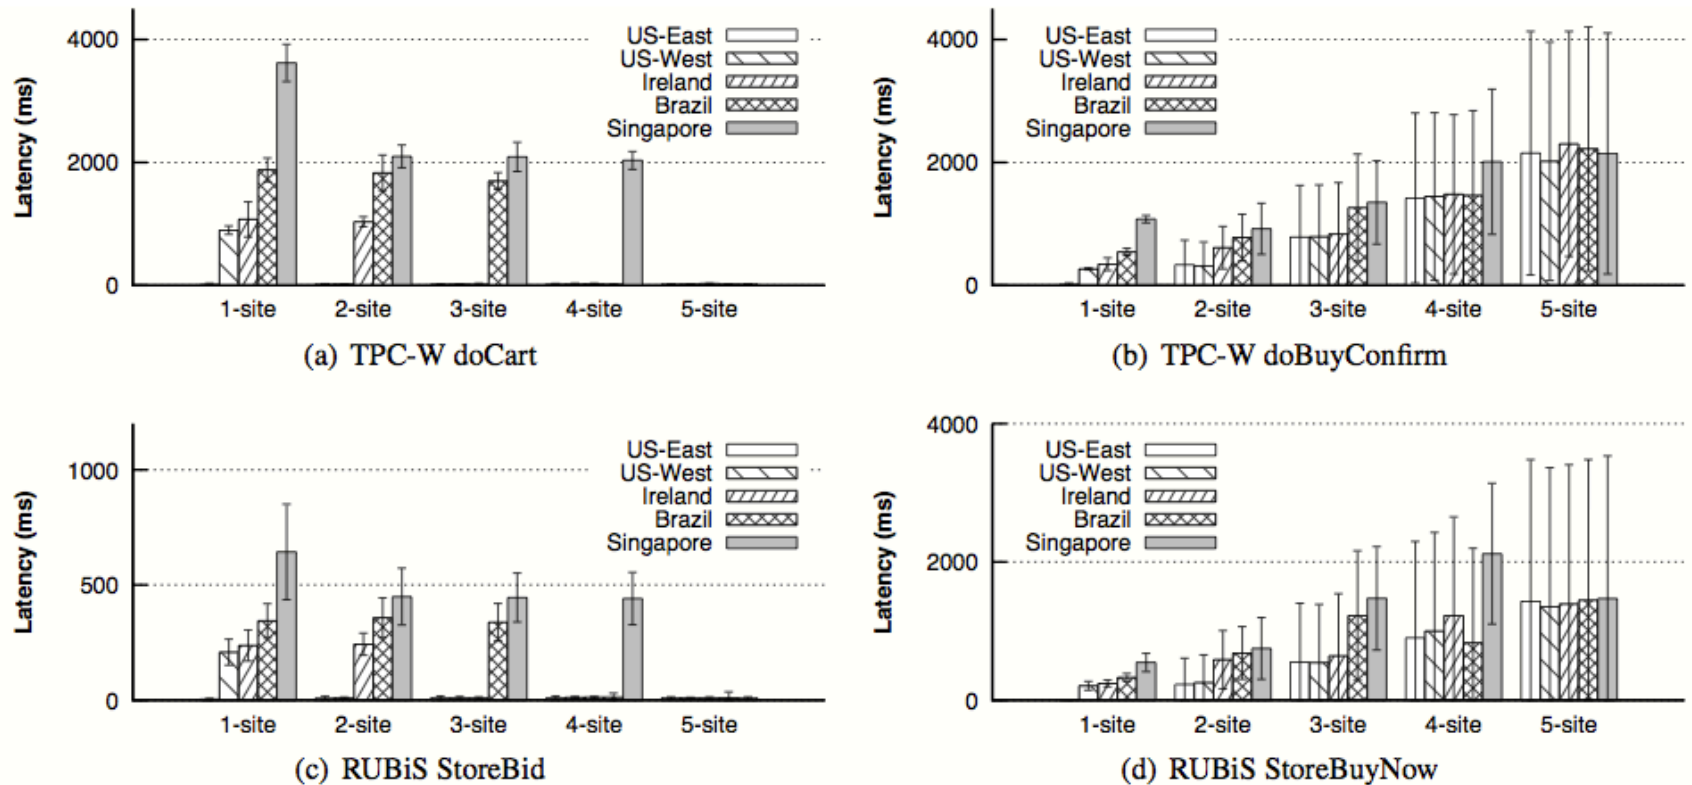 4000
2000
0
Latency (ms)
US-East
US-West
Ireland
Brazil
Singapore
1-site 2-site 3-site 4-site 5-site
(a) TPC-W doCart
4000
2000
0
Latency (ms)
US-East
US-West
Ireland
Brazil
Singapore
1-site 2-site 3-site 4-site 5-site
(b) TPC-W doBuyConfirm
1000
500
0
Latency (ms)
US-East
US-West
Ireland
Brazil
Singapore
1-site 2-site 3-site 4-site 5-site
(c) RUBiS StoreBid
4000
2000
0
Latency (ms)
US-East
US-West
Ireland
Brazil
Singapore
1-site 2-site 3-site 4-site 5-site
(d) RUBiS StoreBuyNow